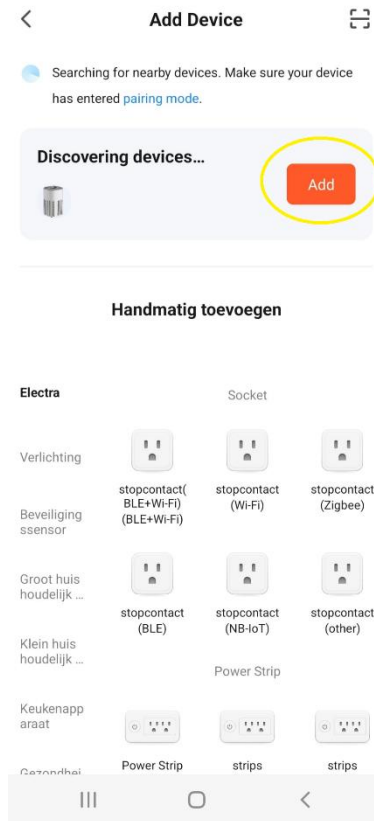 Add Device
Searching for nearby devices. Make sure your device
has entered pairing mode.
Discovering devices...
Add
Handmatig toevoegen
Electra
Socket
Verlichting
stopcontact(
BLE+Wi-Fi)
(BLE+Wi-Fi)
stopcontact
(Wi-Fi)
stopcontact
(Zigbee)
Beveiliging
ssensor
Groot huis
houdelijk ...
stopcontact
(BLE)
stopcontact
(NB-IoT)
stopcontact
(other)
Klein huis
houdelijk ...
Power Strip
Keukenapp
araat
Power Strip
strips
strips
Gezondhei